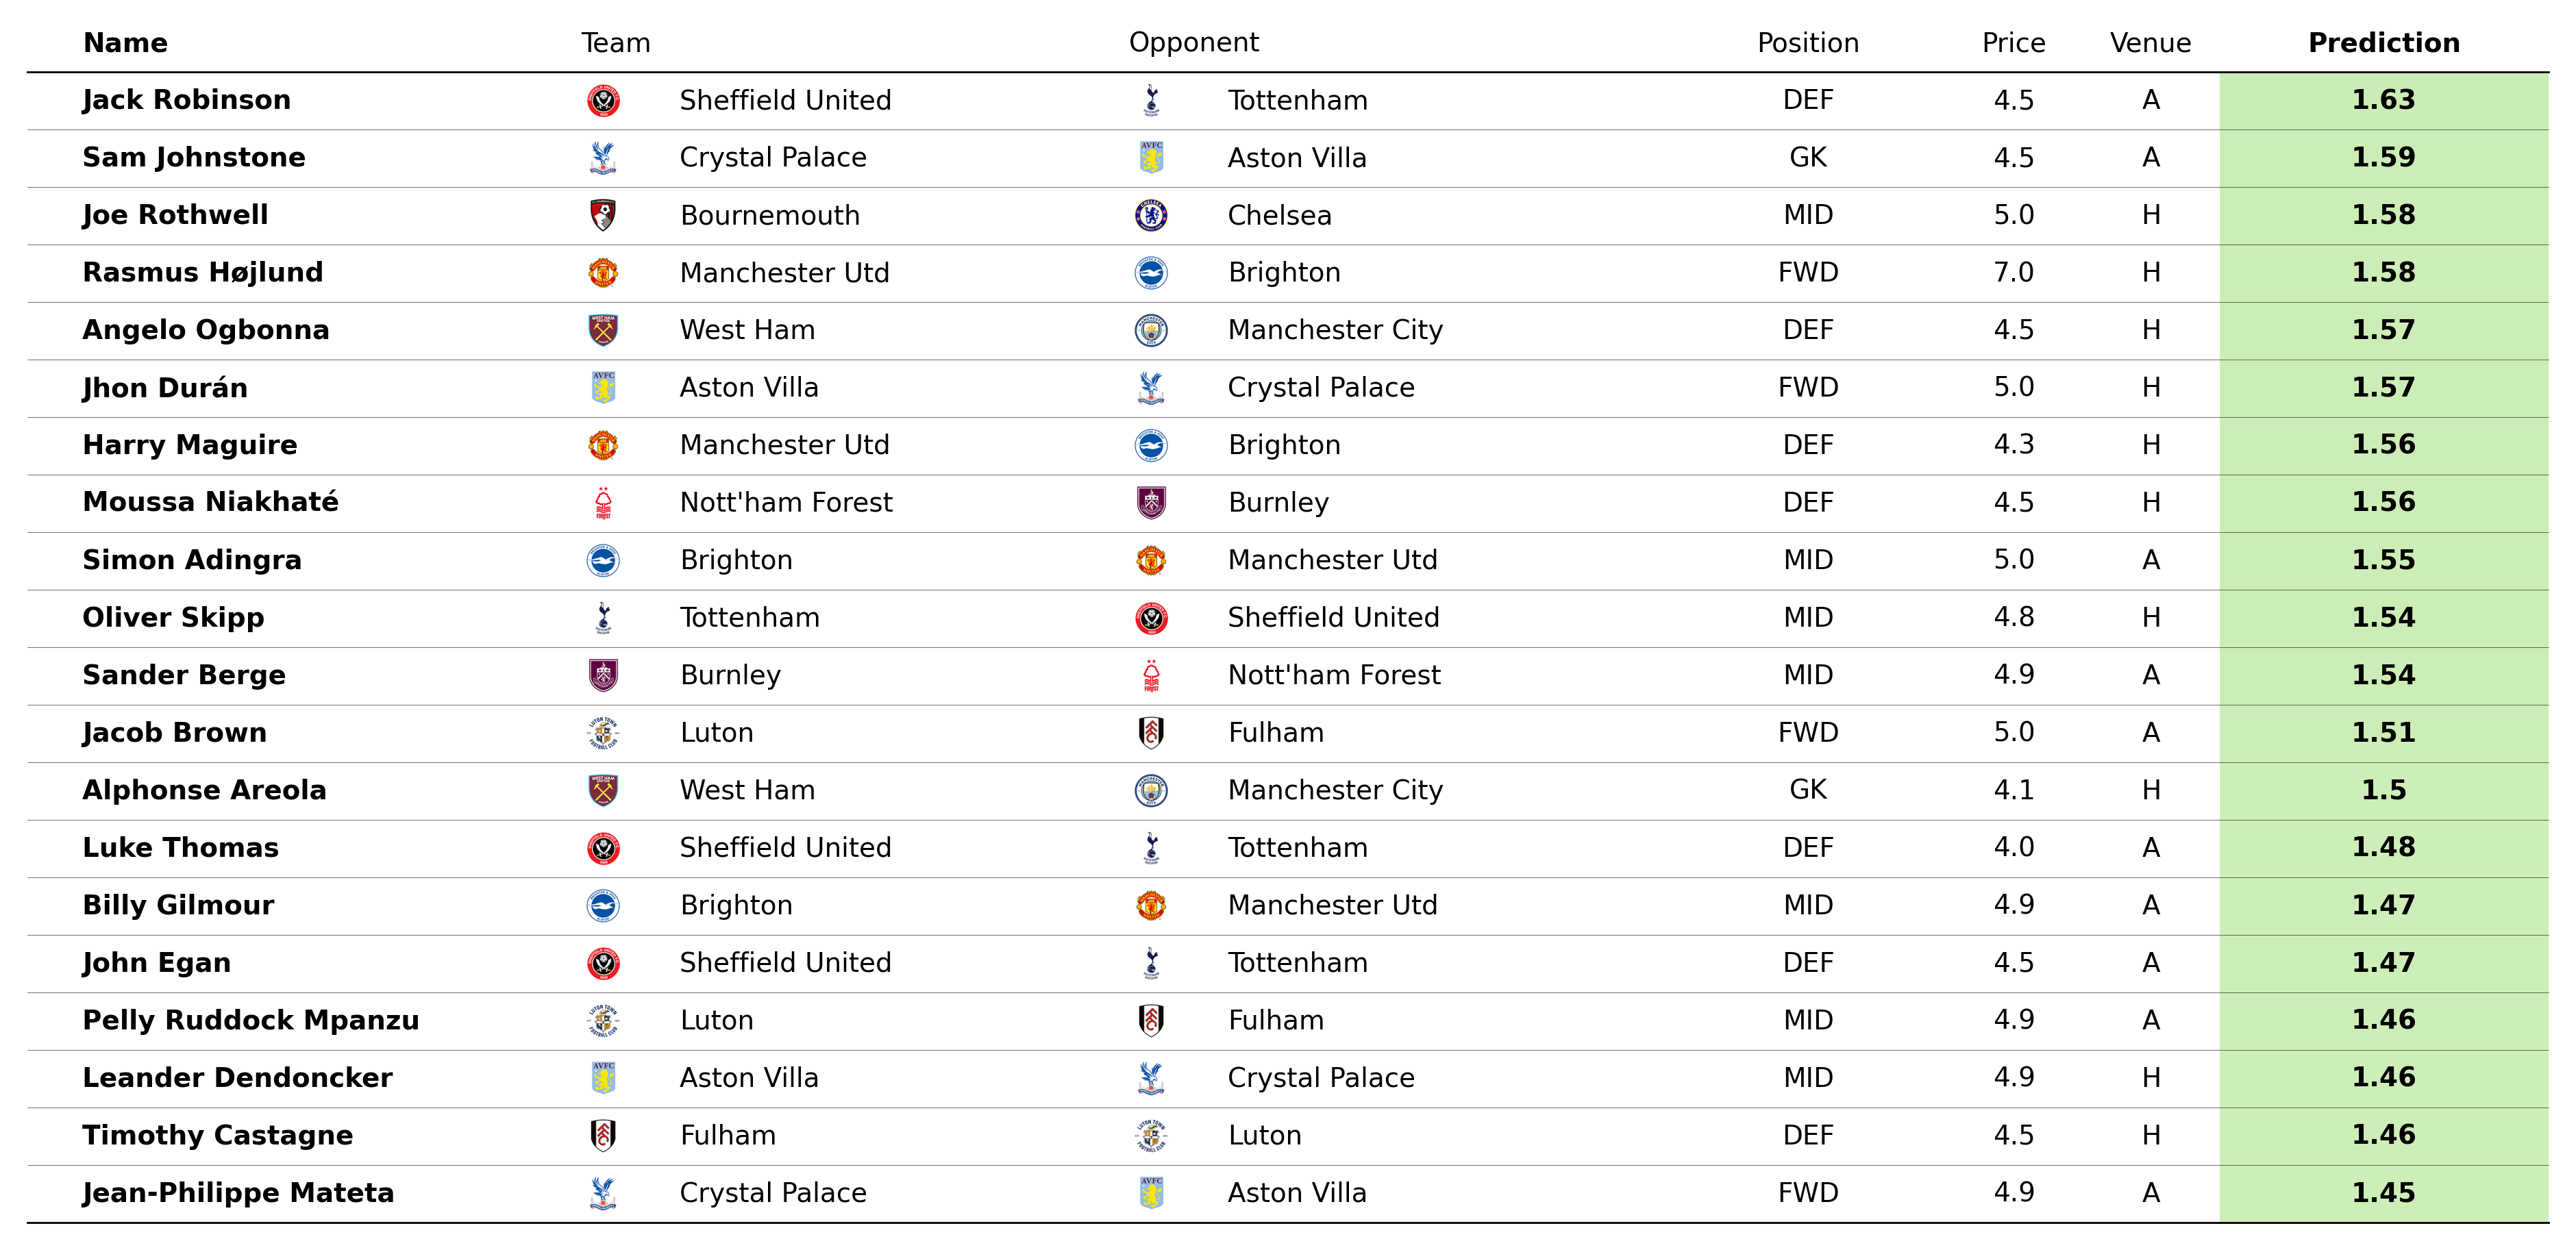 Name Team Opponent Position Price Venue Prediction
Jack Robinson Sheffield United Tottenham DEF 4.5 A 1.63
Sam Johnstone Crystal Palace Aston Villa GK 4.5 A 1.59
Joe Rothwell Bournemouth Chelsea MID 5.0 H 1.58
Rasmus Højlund Manchester Utd Brighton FWD 7.0 H 1.58
Angelo Ogbonna West Ham Manchester City DEF 4.5 H 1.57
Jhon Durán Aston Villa Crystal Palace FWD 5.0 H 1.57
Harry Maguire Manchester Utd Brighton DEF 4.3 H 1.56
Moussa Niakhaté Nott'ham Forest Burnley DEF 4.5 H 1.56
Simon Adingra Brighton Manchester Utd MID 5.0 A 1.55
Oliver Skipp Tottenham Sheffield United MID 4.8 H 1.54
Sander Berge Burnley Nott'ham Forest MID 4.9 A 1.54
Jacob Brown Luton Fulham FWD 5.0 A 1.51
Alphonse Areola West Ham Manchester City GK 4.1 H 1.5
Luke Thomas Sheffield United Tottenham DEF 4.0 A 1.48
Billy Gilmour Brighton Manchester Utd MID 4.9 A 1.47
John Egan Sheffield United Tottenham DEF 4.5 A 1.47
Pelly Ruddock Mpanzu Luton Fulham MID 4.9 A 1.46
Leander Dendoncker Aston Villa Crystal Palace MID 4.9 H 1.46
Timothy Castagne Fulham Luton DEF 4.5 H 1.46
Jean-Philippe Mateta Crystal Palace Aston Villa FWD 4.9 A 1.45